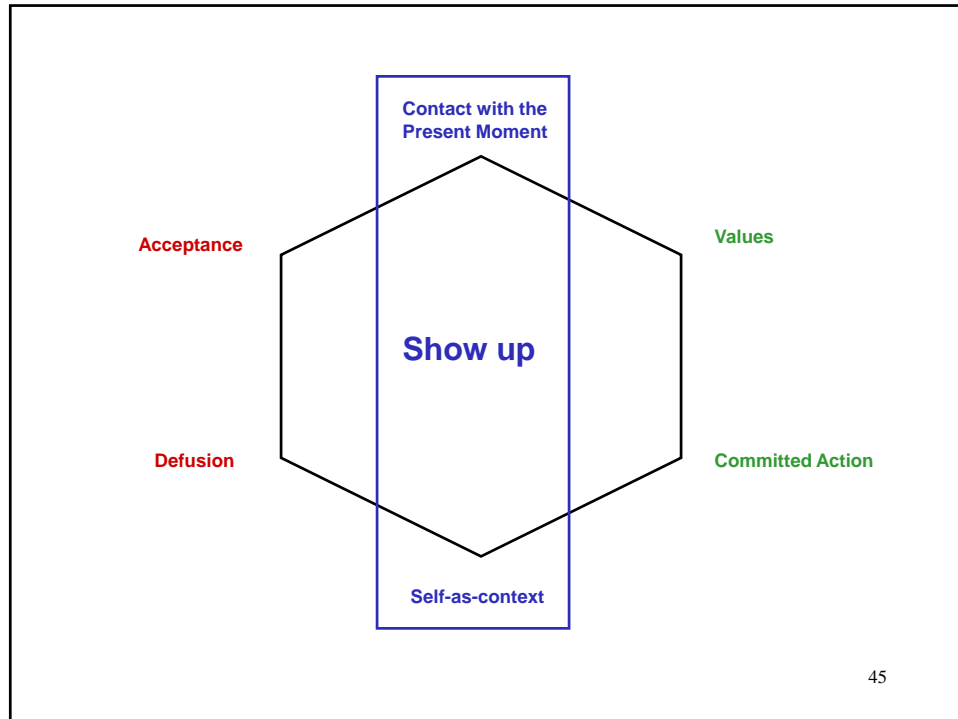 Contact with the
Present Moment
Acceptance
Values
Show up
Defusion
Committed Action
Self-as-context
45